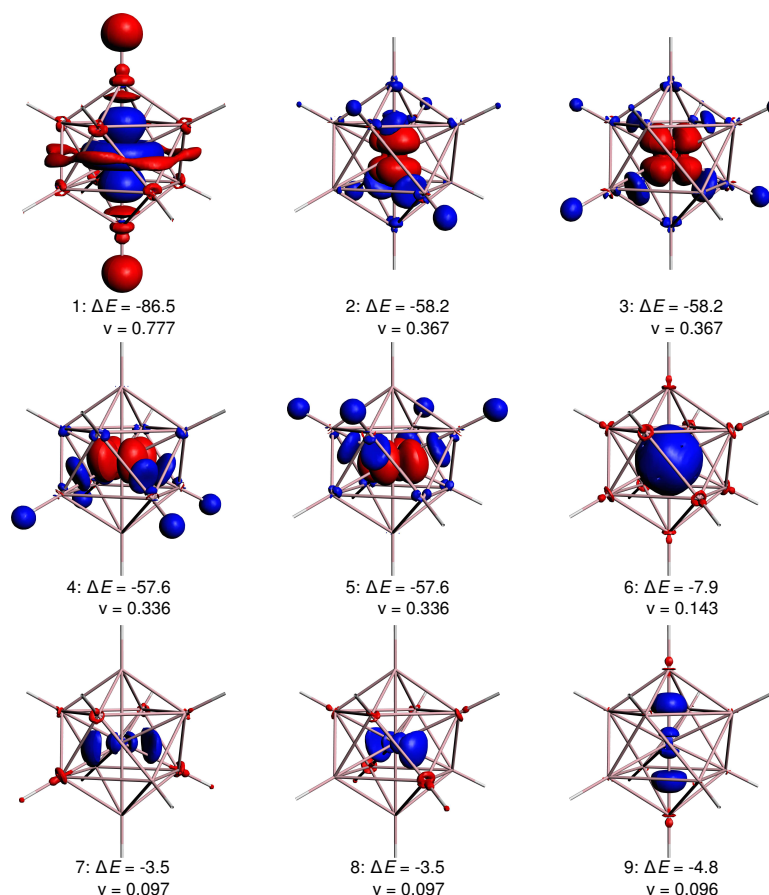 1: ΔE = -86.5
ν = 0.777
2: ΔE = -58.2
ν = 0.367
3: ΔE = -58.2
ν = 0.367
4: ΔE = -57.6
ν = 0.336
5: ΔE = -57.6
ν = 0.336
6: ΔE = -7.9
ν = 0.143
7: ΔE = -3.5
ν = 0.097
8: ΔE = -3.5
ν = 0.097
9: ΔE = -4.8
ν = 0.096